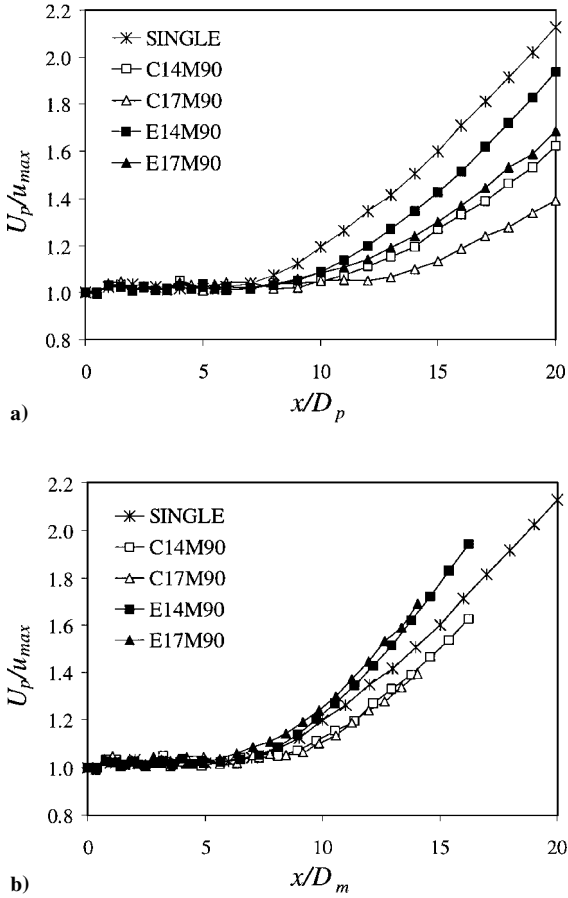 2.2
2.0
1.8
1.6
1.4
1.2
1.0
0.8
U_p/u_max
SINGLE
C14M90
C17M90
E14M90
E17M90
0 5 10 15 20
x/D_p
a)
2.2
2.0
1.8
1.6
1.4
1.2
1.0
0.8
U_p/u_max
SINGLE
C14M90
C17M90
E14M90
E17M90
0 5 10 15 20
x/D_m
b)